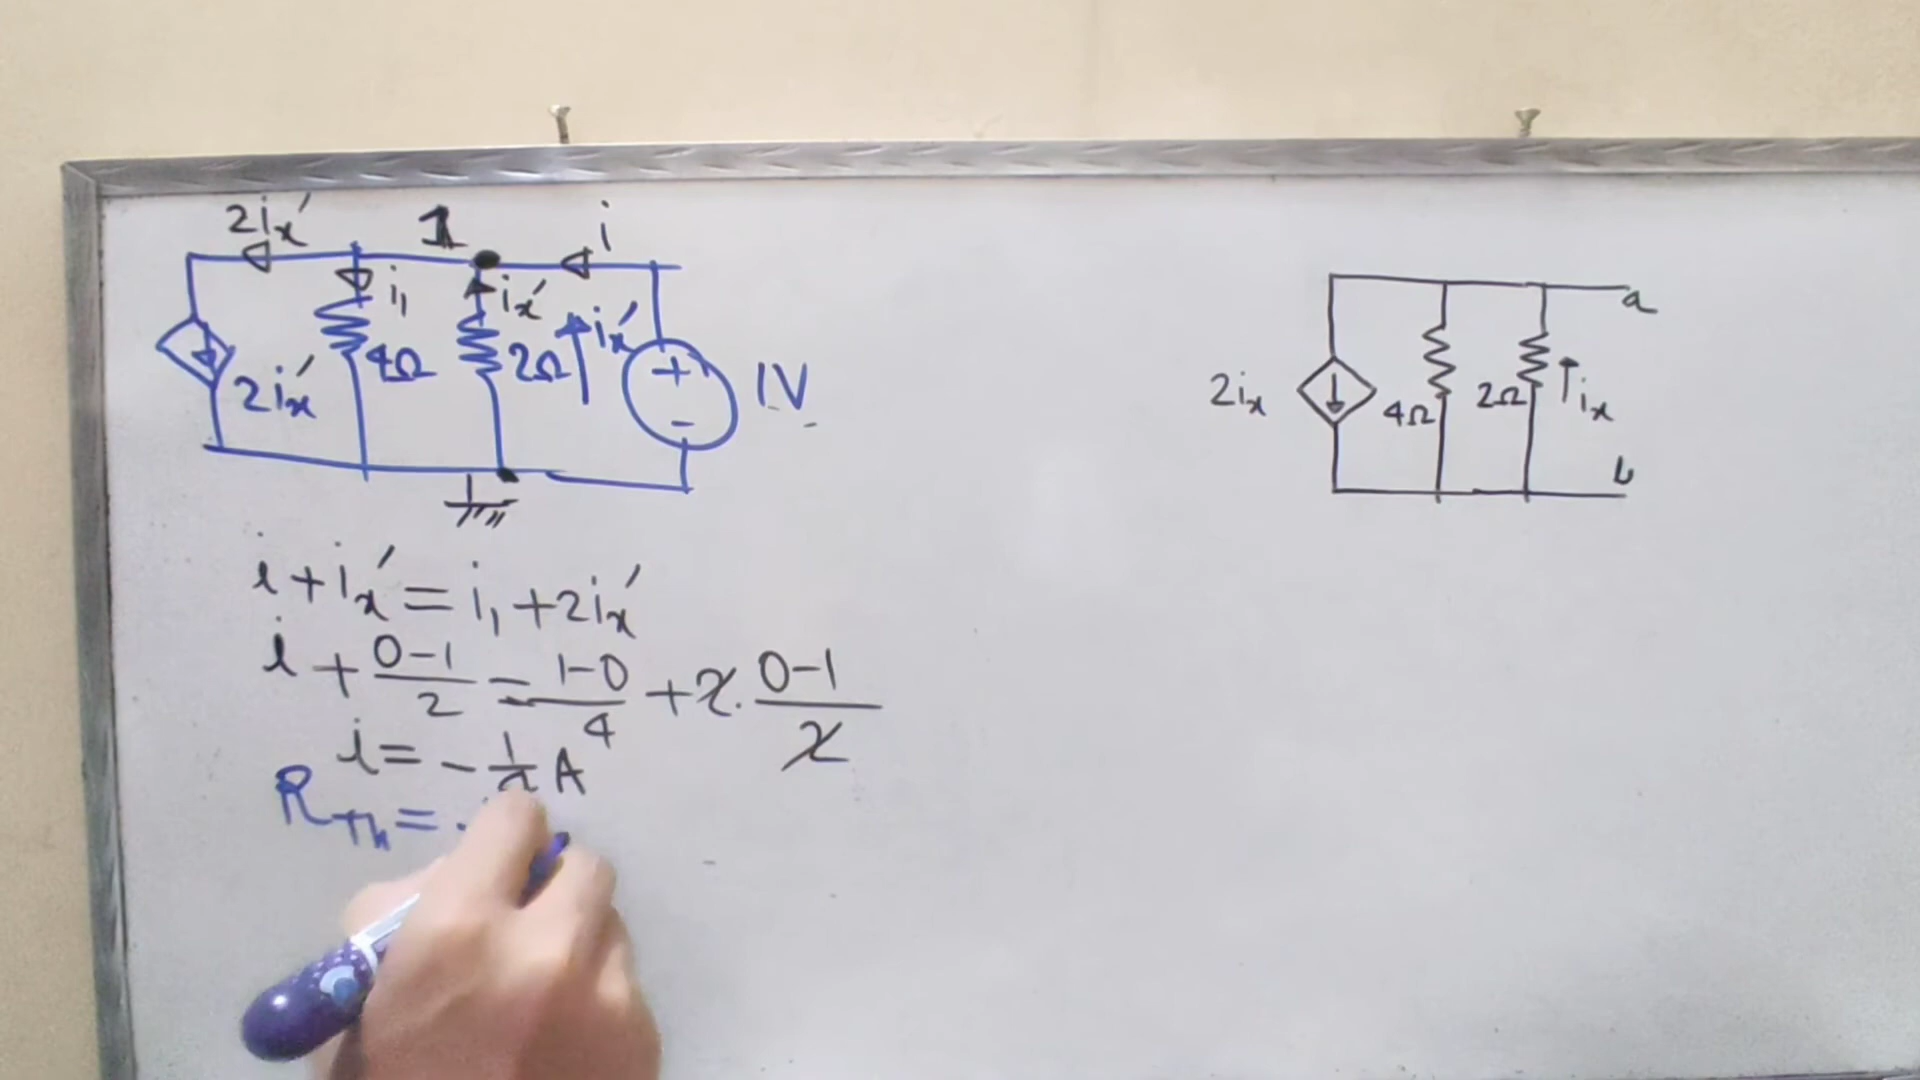 2iₓ′ 1 i
i₁ iₓ′ iₓ′
2iₓ′ 4Ω 2Ω + - 1V
i + iₓ′ = i₁ + 2iₓ′
i + (0-1)/2 = (1-0)/4 + 2·(0-1)/2
i = -1/4 A
R_Th =
a
2iₓ 4Ω 2Ω iₓ
b